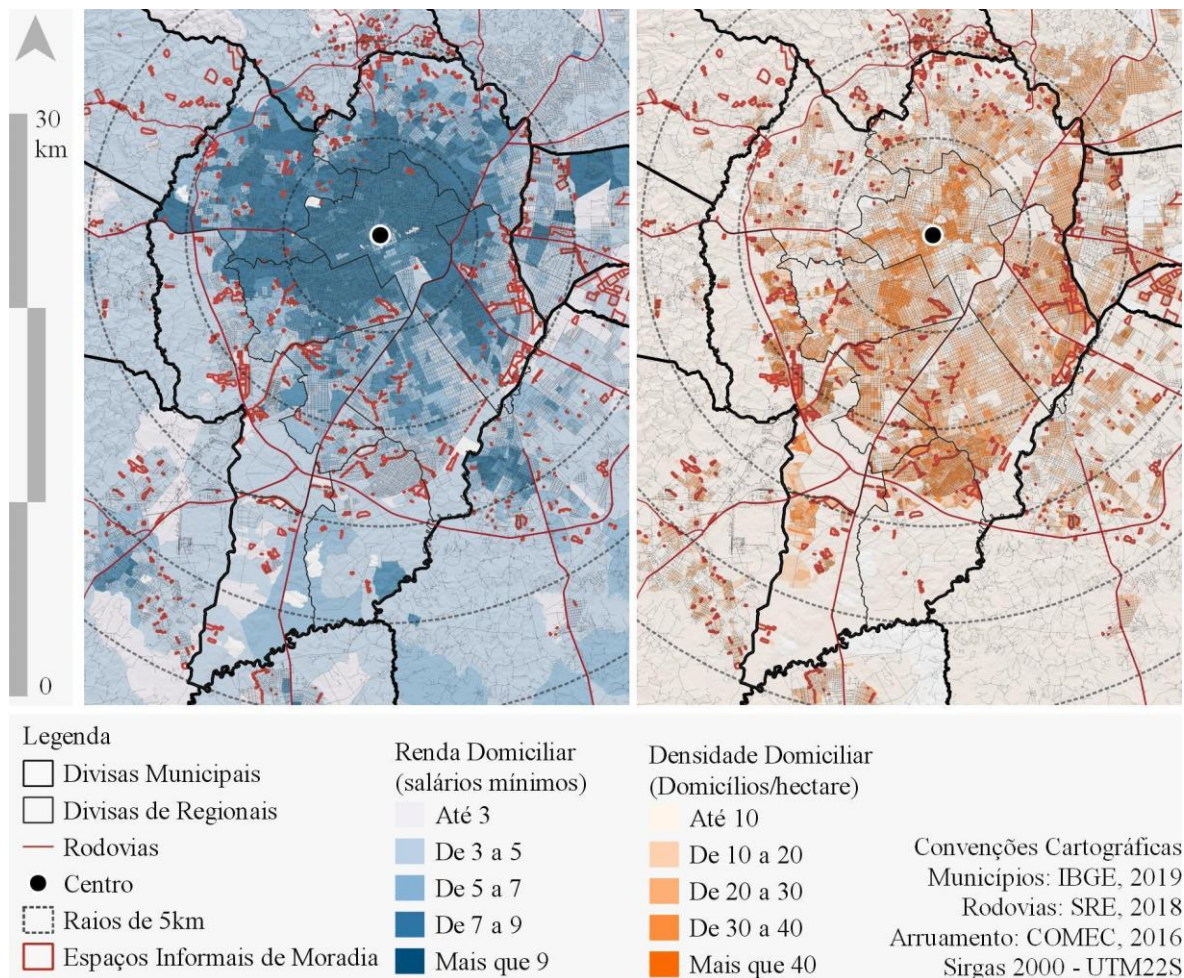 30
km
0
Legenda
Divisas Municipais
Divisas de Regionais
Rodovias
Centro
Raios de 5km
Espaços Informais de Moradia
Renda Domiciliar
(salários mínimos)
Até 3
De 3 a 5
De 5 a 7
De 7 a 9
Mais que 9
Densidade Domiciliar
(Domicílios/hectare)
Até 10
De 10 a 20
De 20 a 30
De 30 a 40
Mais que 40
Convenções Cartográficas
Municípios: IBGE, 2019
Rodovias: SRE, 2018
Arruamento: COMEC, 2016
Sirgas 2000 - UTM22S